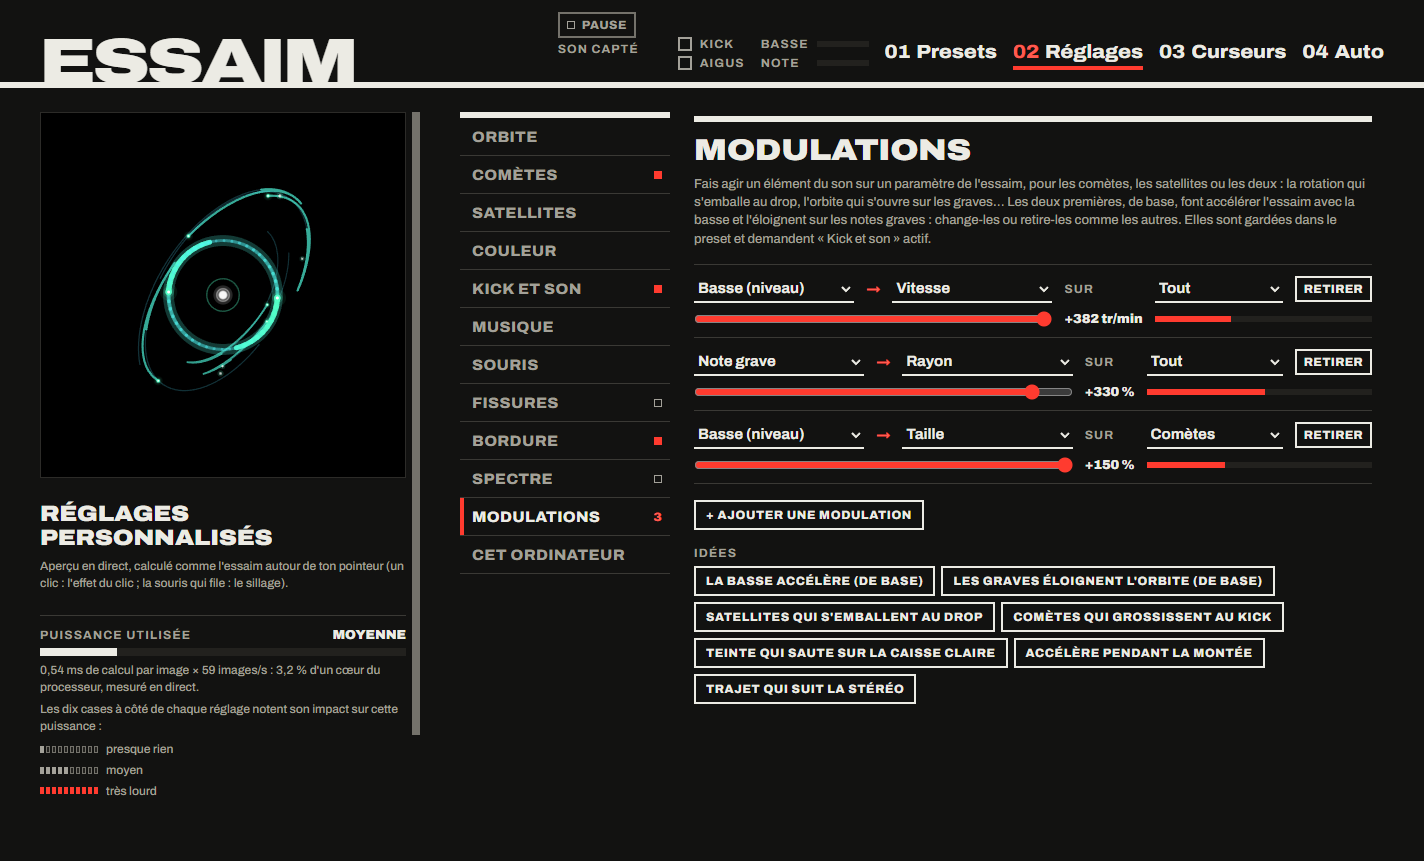 ESSAIM
PAUSE
SON CAPTÉ
KICK
BASSE
AIGUS
NOTE
01 Presets
02 Réglages
03 Curseurs
04 Auto
RÉGLAGES
PERSONNALISÉS
Aperçu en direct, calculé comme l'essaim autour de ton pointeur (un
clic : l'effet du clic ; la souris qui file : le sillage).
PUISSANCE UTILISÉE
MOYENNE
0,54 ms de calcul par image × 59 images/s : 3,2 % d'un cœur du
processeur, mesuré en direct.
Les dix cases à côté de chaque réglage notent son impact sur cette
puissance :
presque rien
moyen
très lourd
ORBITE
COMÈTES
SATELLITES
COULEUR
KICK ET SON
MUSIQUE
SOURIS
FISSURES
BORDURE
SPECTRE
MODULATIONS 3
CET ORDINATEUR
MODULATIONS
Fais agir un élément du son sur un paramètre de l'essaim, pour les comètes, les satellites ou les deux : la rotation qui
s'emballe au drop, l'orbite qui s'ouvre sur les graves... Les deux premières, de base, font accélérer l'essaim avec la
basse et l'éloignent sur les notes graves : change-les ou retire-les comme les autres. Elles sont gardées dans le
preset et demandent « Kick et son » actif.
Basse (niveau) → Vitesse SUR Tout RETIRER
+382 tr/min
Note grave → Rayon SUR Tout RETIRER
+330 %
Basse (niveau) → Taille SUR Comètes RETIRER
+150 %
+ AJOUTER UNE MODULATION
IDÉES
LA BASSE ACCÉLÈRE (DE BASE)
LES GRAVES ÉLOIGNENT L'ORBITE (DE BASE)
SATELLITES QUI S'EMBALLENT AU DROP
COMÈTES QUI GROSSISSENT AU KICK
TEINTE QUI SAUTE SUR LA CAISSE CLAIRE
ACCÉLÈRE PENDANT LA MONTÉE
TRAJET QUI SUIT LA STÉRÉO